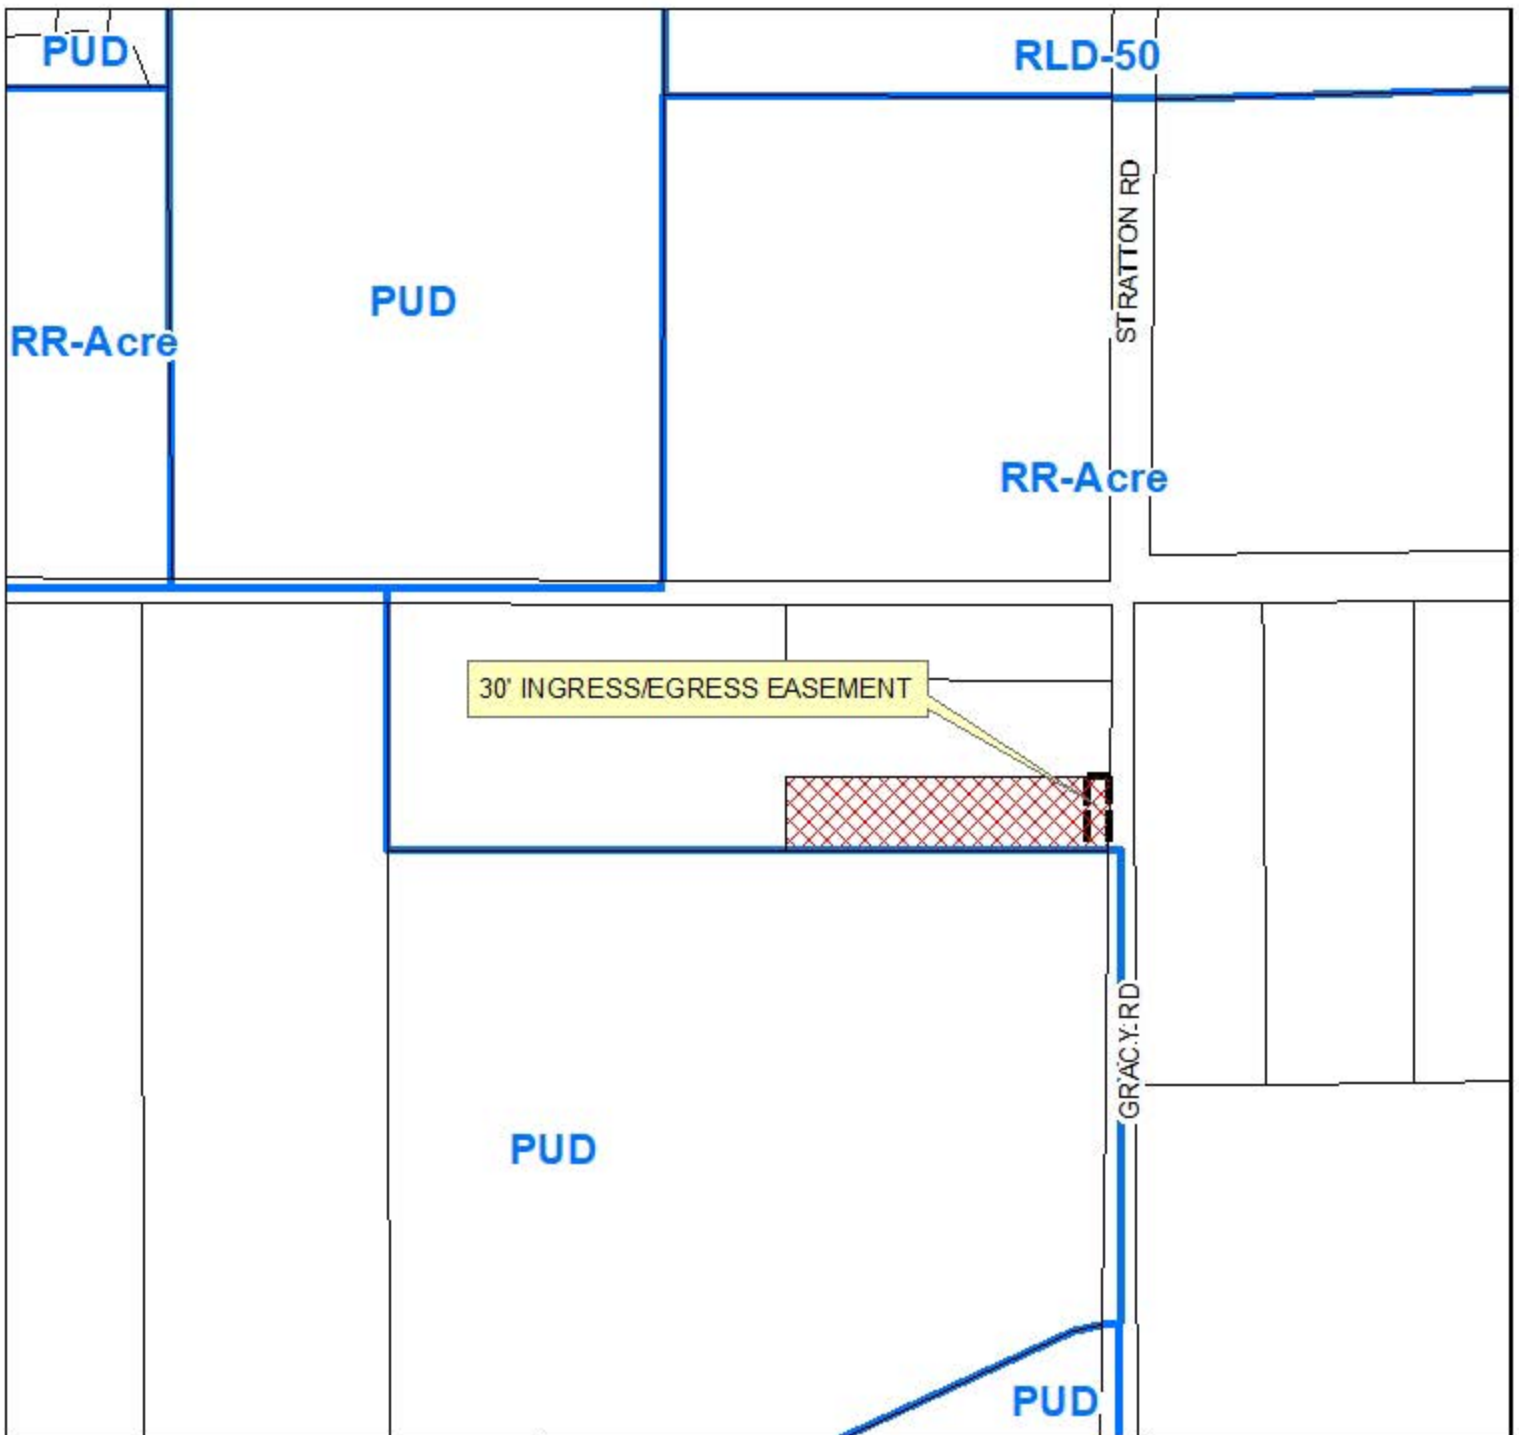 PUD
RLD-50
STRATTON RD
PUD
RR-Acre
RR-Acre
30' INGRESS/EGRESS EASEMENT
GRACY RD
PUD
PUD